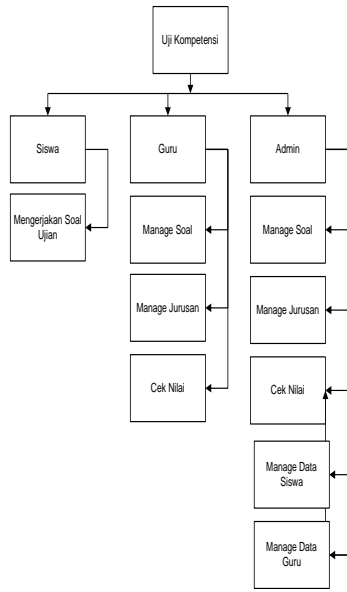 Uji Kompetensi
Siswa
Guru
Admin
Mengerjakan Soal
Ujian
Manage Soal
Manage Soal
Manage Jurusan
Manage Jurusan
Cek Nilai
Cek Nilai
Manage Data
Siswa
Manage Data
Guru